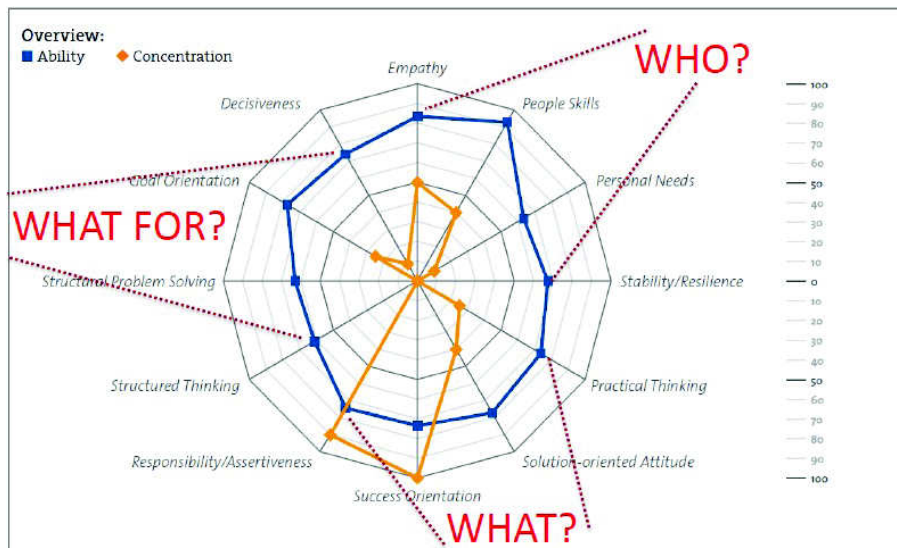 Overview:
Ability Concentration
Empathy
WHO?
Decisiveness
People Skills
100
90
80
70
60
50
40
30
20
10
0
10
20
30
40
50
60
70
80
90
100
Goal Orientation
Personal Needs
WHAT FOR?
Structural Problem Solving
Stability/Resilience
Structured Thinking
Practical Thinking
Responsibility/Assertiveness
Solution-oriented Attitude
Success Orientation
WHAT?